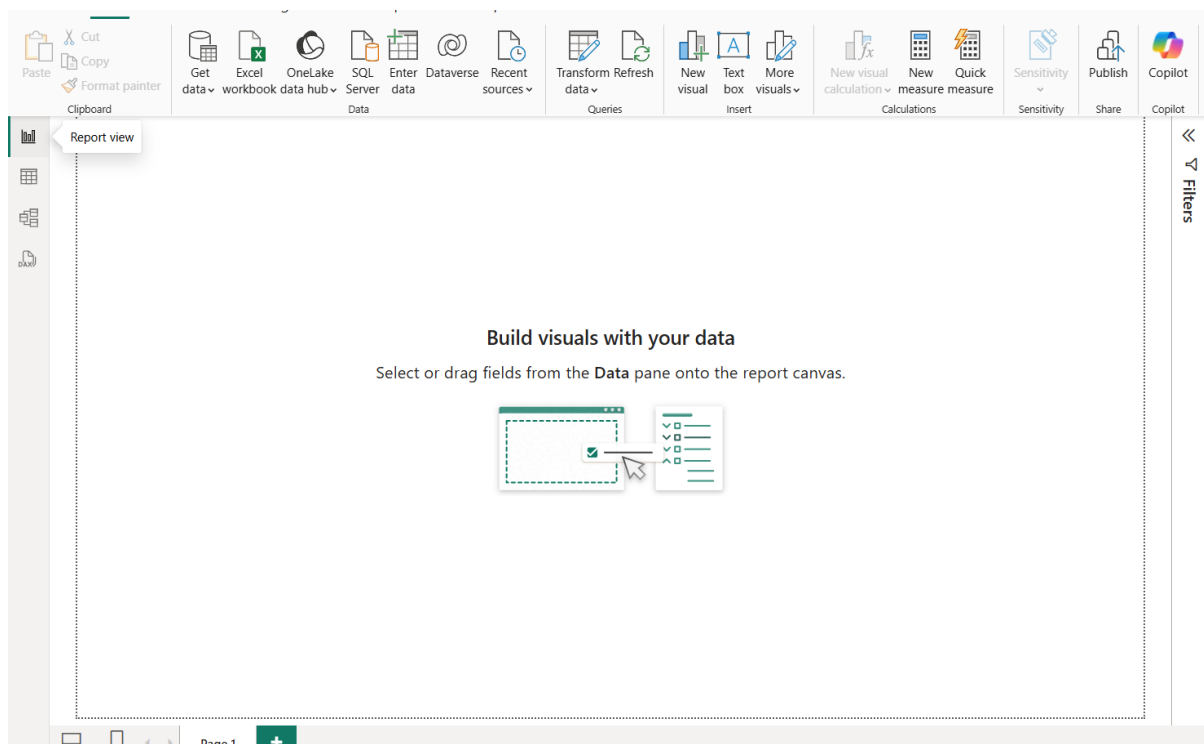 Cut
Copy
Format painter
Paste
Clipboard
Get data
Excel workbook
OneLake data hub
SQL Server
Enter data
Dataverse
Recent sources
Data
Transform data
Refresh
Queries
New visual
Text box
More visuals
Insert
New visual calculation
New measure
Quick measure
Calculations
Sensitivity
Sensitivity
Publish
Share
Copilot
Copilot
Report view
DAX
Filters
Build visuals with your data
Select or drag fields from the Data pane onto the report canvas.
Page 1